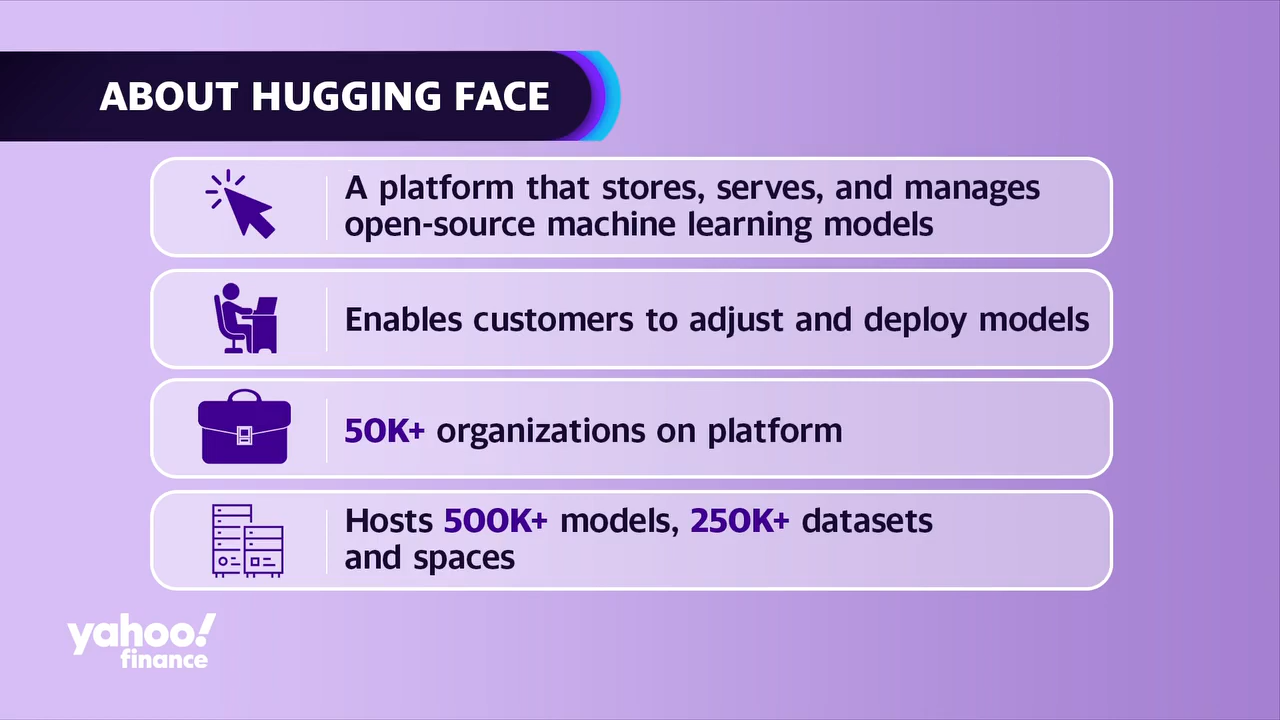 ABOUT HUGGING FACE
A platform that stores, serves, and manages
open-source machine learning models
Enables customers to adjust and deploy models
50K+ organizations on platform
Hosts 500K+ models, 250K+ datasets
and spaces
yahoo!
finance